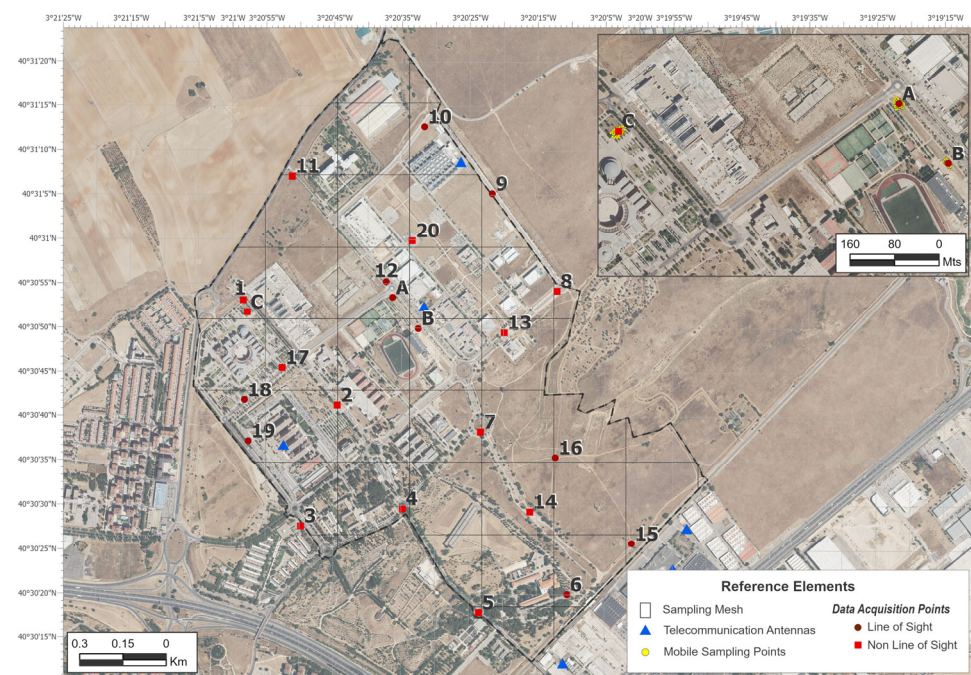 3°21'25"W 3°21'15"W 3°21'5"W 3°20'55"W 3°20'45"W 3°20'35"W 3°20'25"W 3°20'15"W 3°20'5"W 3°19'55"W 3°19'45"W 3°19'35"W 3°19'25"W 3°19'15"W
3°21'8"W 3°20'W
40°31'20"N
40°31'15"N
A
C
10
40°31'10"N
B
11
40°31'5"N
9
40°31'N
20
160 80 0
Mts
12
40°30'55"N
A
8
1
C
B
13
40°30'50"N
17
40°30'45"N
18
2
40°30'40"N
19
7
16
40°30'35"N
4
14
40°30'30"N
3
15
40°30'25"N
6
40°30'20"N
5
40°30'15"N
0.3 0.15 0
Km
Reference Elements
Sampling Mesh
Telecommunication Antennas
Mobile Sampling Points
Data Acquisition Points
Line of Sight
Non Line of Sight